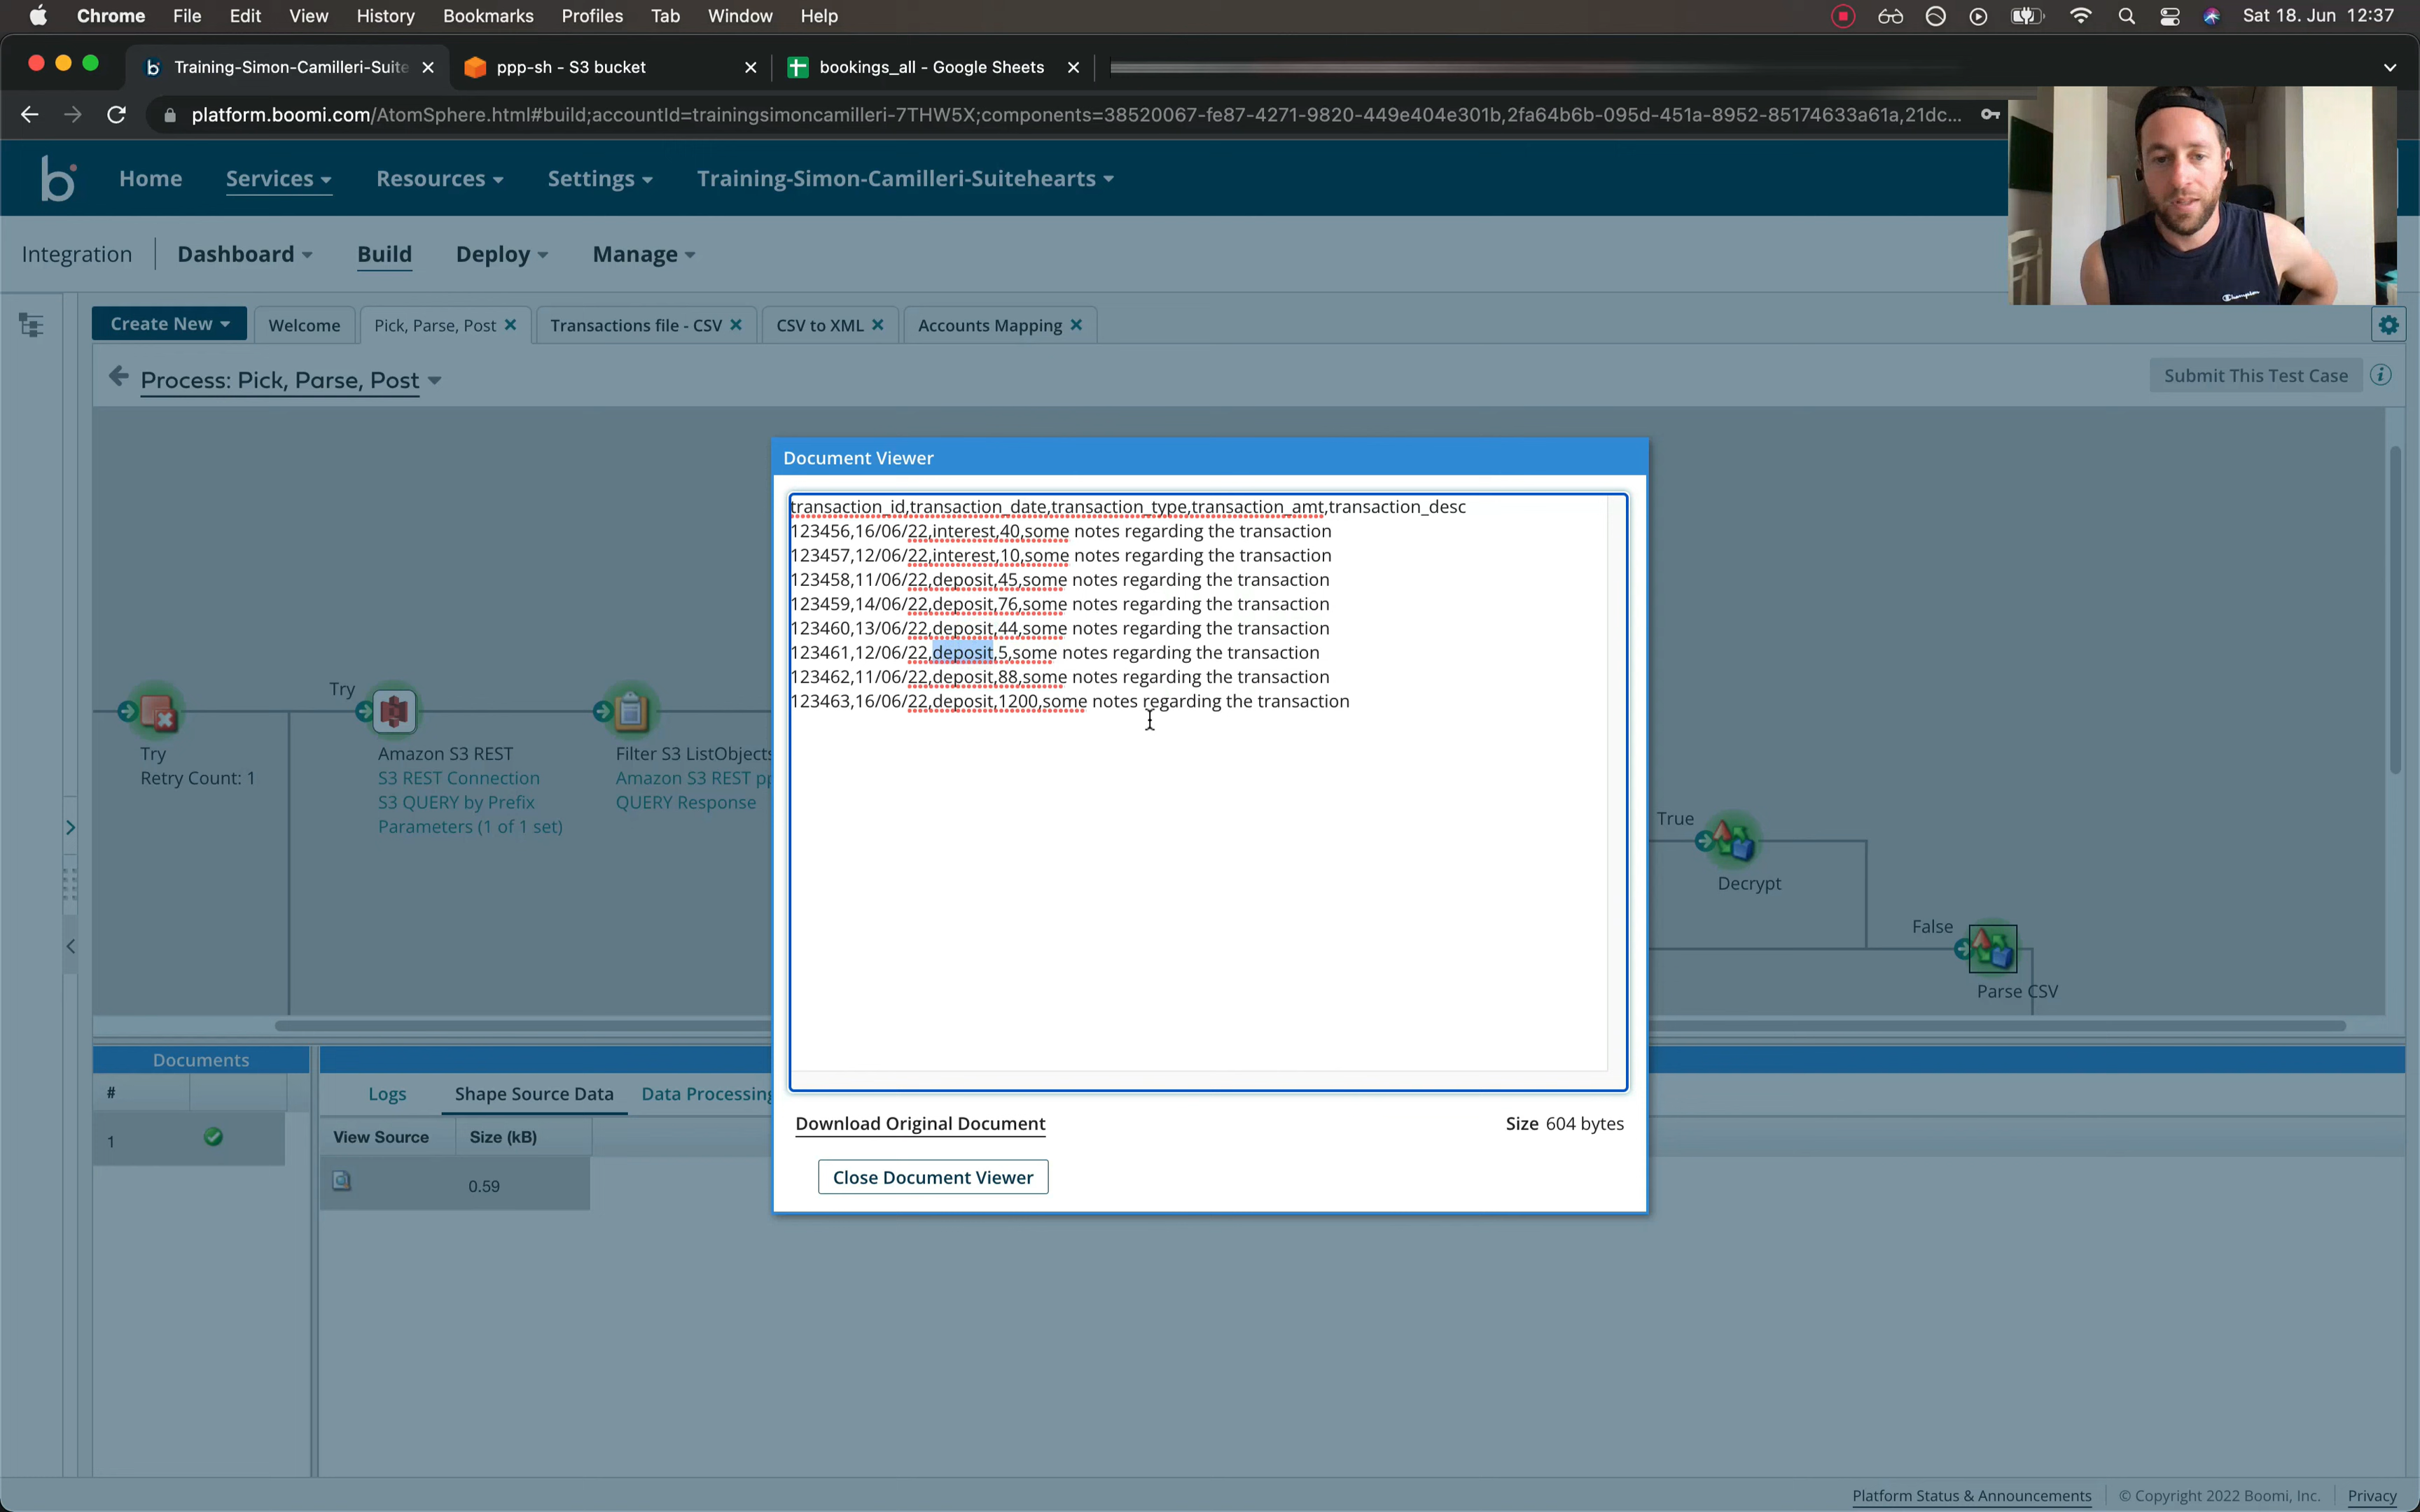 Chrome File Edit View History Bookmarks Profiles Tab Window Help Sat 18. Jun 12:37
Training-Simon-Camilleri-Suite ppp-sh - S3 bucket bookings_all - Google Sheets
platform.boomi.com/AtomSphere.html#build;accountId=trainingsimoncamilleri-7THW5X;components=38520067-fe87-4271-9820-449e404e301b,2fa64b6b-095d-451a-8952-85174633a61a,21dc...
Home Services Resources Settings Training-Simon-Camilleri-Suitehearts
Integration Dashboard Build Deploy Manage
Create New Welcome Pick, Parse, Post Transactions file - CSV CSV to XML Accounts Mapping
Process: Pick, Parse, Post Submit This Test Case
Document Viewer
transaction_id,transaction_date,transaction_type,transaction_amt,transaction_desc
123456,16/06/22,interest,40,some notes regarding the transaction
123457,12/06/22,interest,10,some notes regarding the transaction
123458,11/06/22,deposit,45,some notes regarding the transaction
123459,14/06/22,deposit,76,some notes regarding the transaction
123460,13/06/22,deposit,44,some notes regarding the transaction
123461,12/06/22,deposit,5,some notes regarding the transaction
123462,11/06/22,deposit,88,some notes regarding the transaction
123463,16/06/22,deposit,1200,some notes regarding the transaction
Try
Try
Retry Count: 1
Amazon S3 REST
S3 REST Connection
S3 QUERY by Prefix
Parameters (1 of 1 set)
Filter S3 ListObjects
Amazon S3 REST pp
QUERY Response
True
Decrypt
False
Parse CSV
Download Original Document Size 604 bytes
Close Document Viewer
Documents
#
1
Logs Shape Source Data Data Processing
View Source Size (kB)
0.59
Platform Status & Announcements © Copyright 2022 Boomi, Inc. Privacy